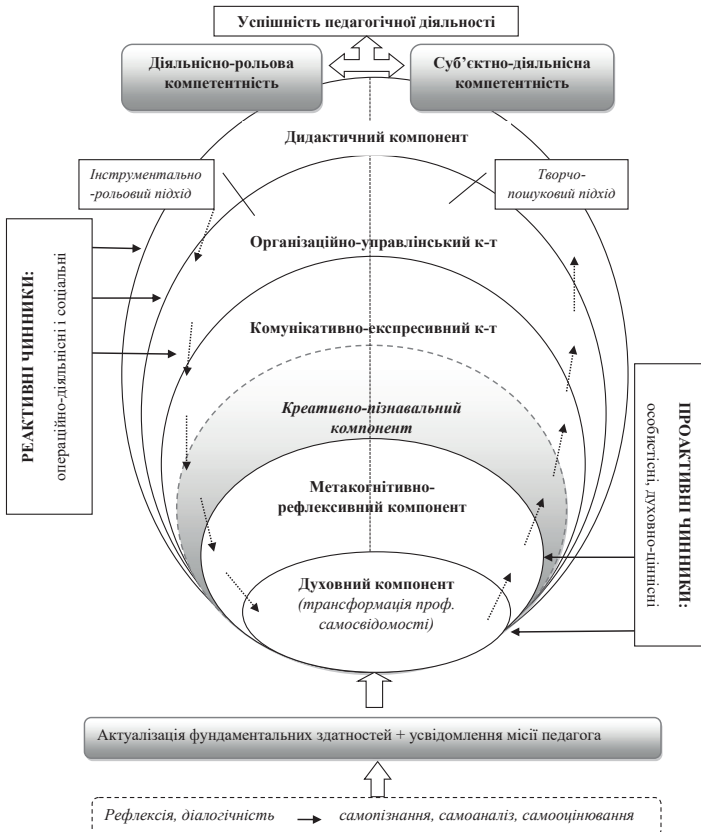 Успішність педагогічної діяльності
Діяльнісно-рольова
компетентність
Суб’єктно-діяльнісна
компетентність
Дидактичний компонент
Інструментально
-рольовий підхід
Творчо-
пошуковий підхід
Організаційно-управлінський к-т
Комунікативно-експресивний к-т
РЕАКТИВНІ ЧИННИКИ:
операційно-діяльнісні і соціальні
Креативно-пізнавальний
компонент
Метакогнітивно-
рефлексивний компонент
ПРОАКТИВНІ ЧИННИКИ:
особистісні, духовно-ціннісні
Духовний компонент
(трансформація проф.
самосвідомості)
Актуалізація фундаментальних здатностей + усвідомлення місії педагога
Рефлексія, діалогічність → самопізнання, самоаналіз, самооцінювання